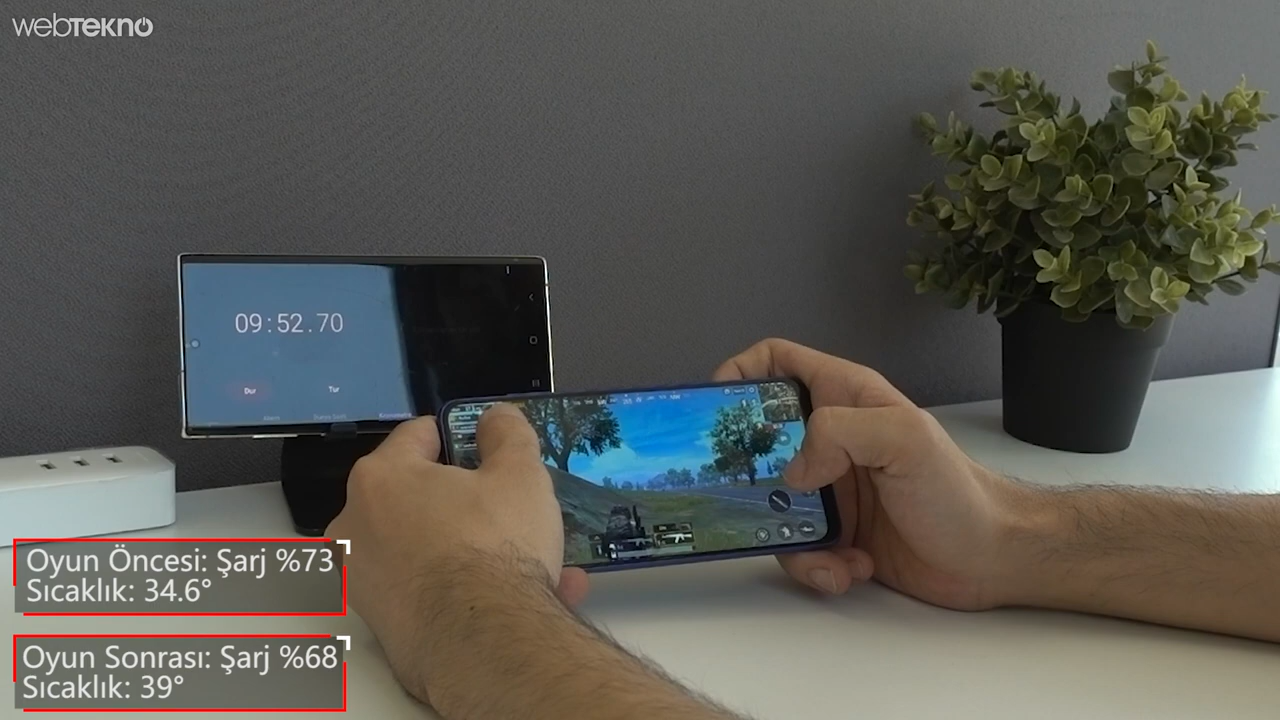 webTEKNO
09:52.70
Dur
Tur
Oyun Öncesi: Şarj %73
Sıcaklık: 34.6°
Oyun Sonrası: Şarj %68
Sıcaklık: 39°